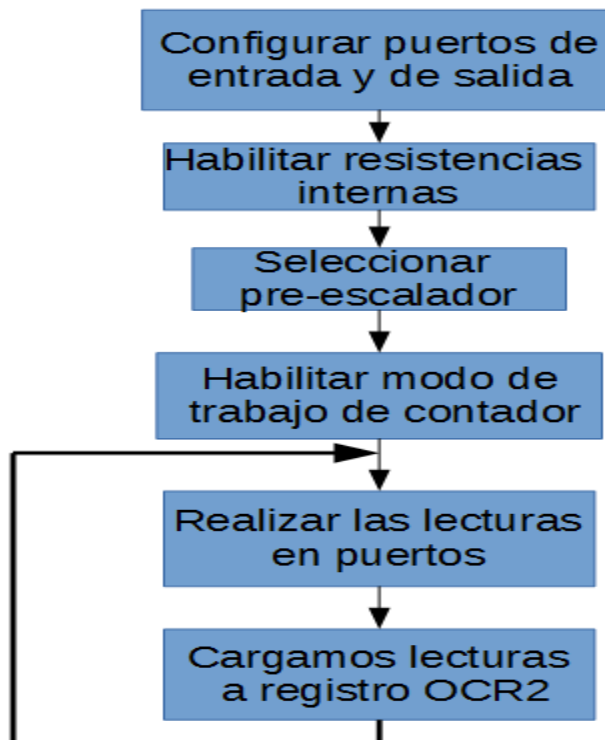 Configurar puertos de
entrada y de salida
Habilitar resistencias
internas
Seleccionar
pre-escalador
Habilitar modo de
trabajo de contador
Realizar las lecturas
en puertos
Cargamos lecturas
a registro OCR2